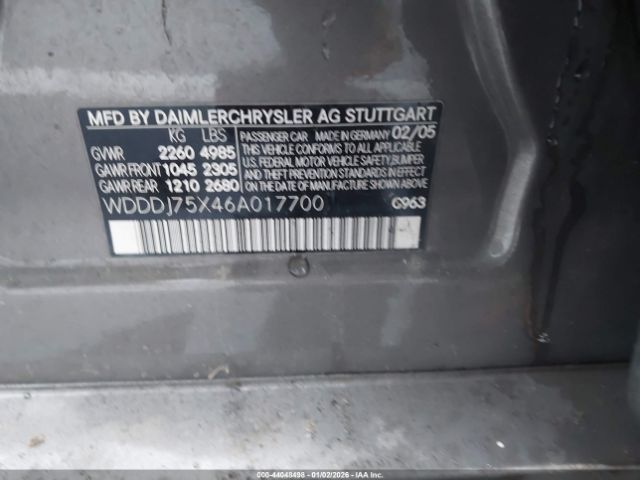 MFD BY DAIMLERCHRYSLER AG STUTTGART
KG LBS
GVWR 2260 4985
GAWR FRONT 1045 2305
GAWR REAR 1210 2680
PASSENGER CAR MADE IN GERMANY 02/05
THIS VEHICLE CONFORMS TO ALL APPLICABLE
U.S. FEDERAL MOTOR VEHICLE SAFETY, BUMPER
AND THEFT PREVENTION STANDARDS IN EFFECT
ON THE DATE OF MANUFACTURE SHOWN ABOVE
WDDDJ75X46A017700 C963
000-44048498 - 01/02/2026 - IAAI.com